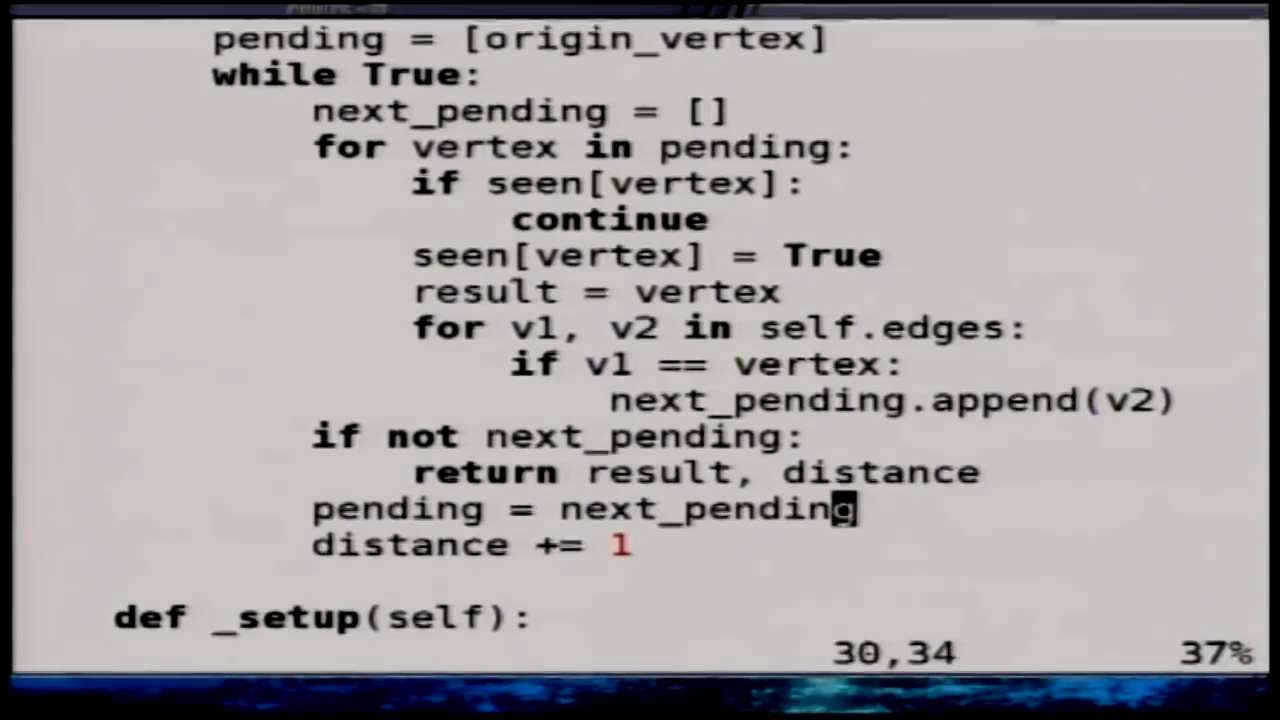 pending = [origin_vertex]
while True:
next_pending = []
for vertex in pending:
if seen[vertex]:
continue
seen[vertex] = True
result = vertex
for v1, v2 in self.edges:
if v1 == vertex:
next_pending.append(v2)
if not next_pending:
return result, distance
pending = next_pending
distance += 1
def _setup(self):
30,34 37%